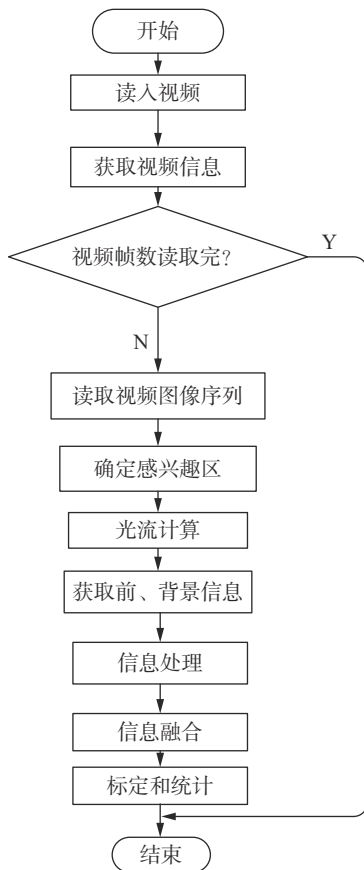 开始
读入视频
获取视频信息
视频帧数读取完?
Y
N
读取视频图像序列
确定感兴趣区
光流计算
获取前、背景信息
信息处理
信息融合
标定和统计
结束